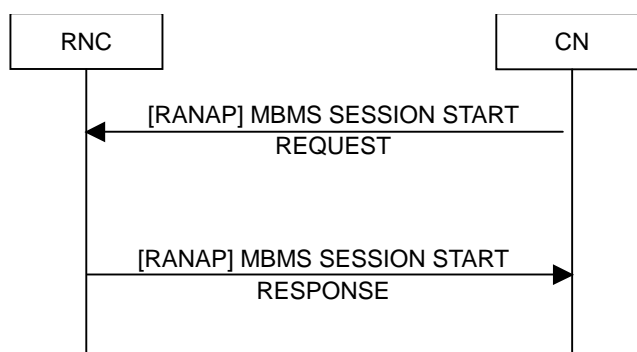 RNC
CN
[RANAP] MBMS SESSION START
REQUEST
[RANAP] MBMS SESSION START
RESPONSE